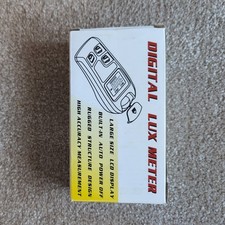 DIGITAL LUX METER
LARGE SIZE LCD DISPLAY
BUILT-IN AUTO POWER OFF
RUGGED STRUCTURE DESIGN
HIGH ACCURACY MEASUREMENT